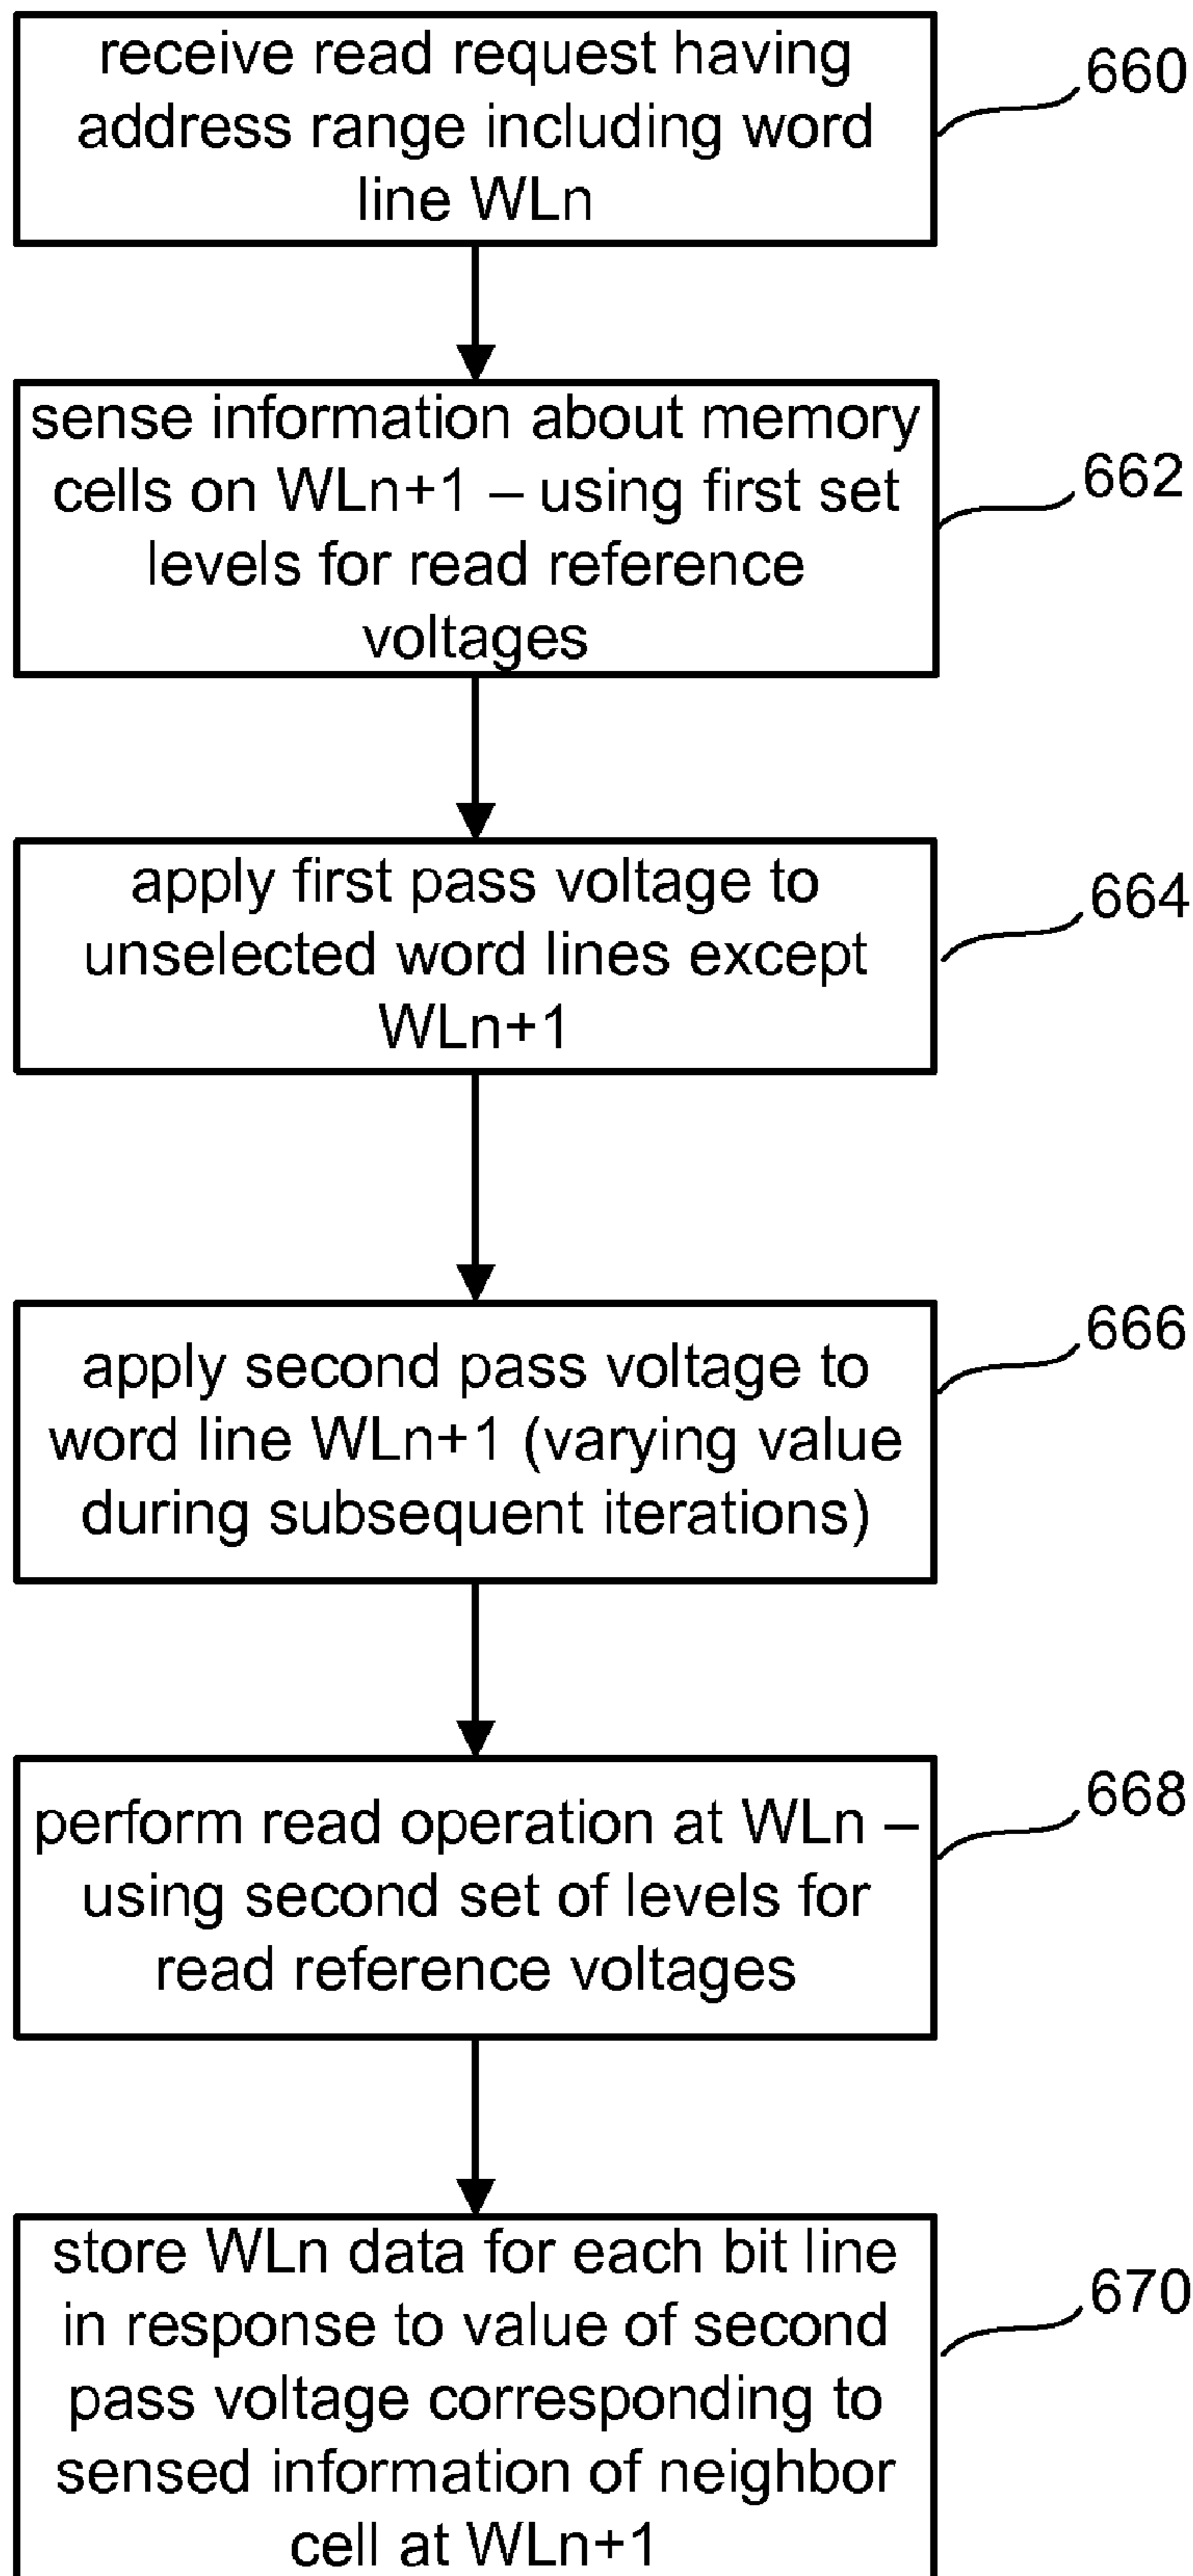 receive read request having
address range including word
line WLn
660
sense information about memory
cells on WLn+1 – using first set
levels for read reference
voltages
662
apply first pass voltage to
unselected word lines except
WLn+1
664
apply second pass voltage to
word line WLn+1 (varying value
during subsequent iterations)
666
perform read operation at WLn –
using second set of levels for
read reference voltages
668
store WLn data for each bit line
in response to value of second
pass voltage corresponding to
sensed information of neighbor
cell at WLn+1
670